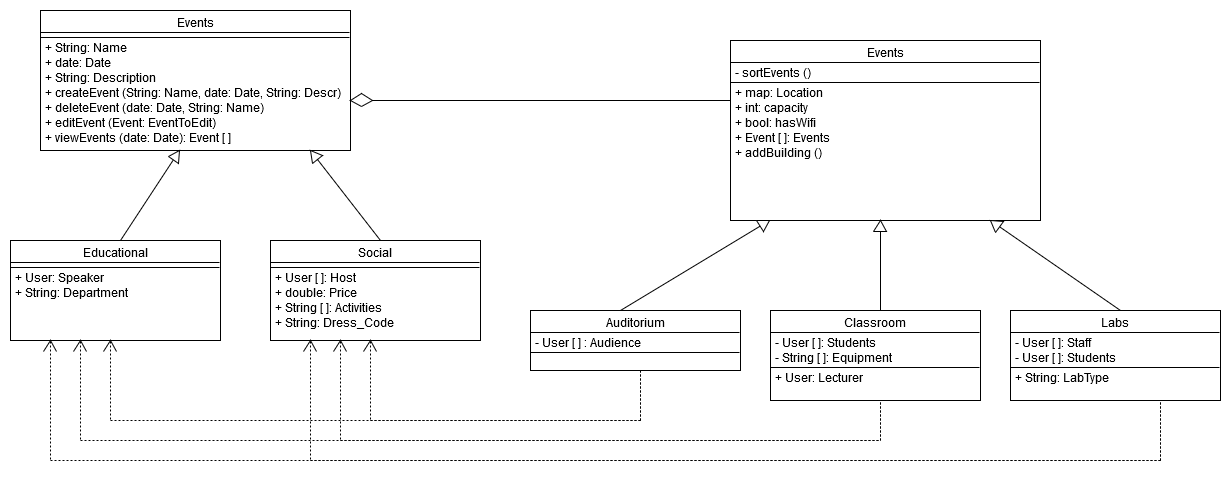 Events
+ String: Name
+ date: Date
+ String: Description
+ createEvent (String: Name, date: Date, String: Descr)
+ deleteEvent (date: Date, String: Name)
+ editEvent (Event: EventToEdit)
+ viewEvents (date: Date): Event [ ]
Events
- sortEvents ()
+ map: Location
+ int: capacity
+ bool: hasWifi
+ Event [ ]: Events
+ addBuilding ()
Educational
+ User: Speaker
+ String: Department
Social
+ User [ ]: Host
+ double: Price
+ String [ ]: Activities
+ String: Dress_Code
Auditorium
- User [ ] : Audience
Classroom
- User [ ]: Students
- String [ ]: Equipment
+ User: Lecturer
Labs
- User [ ]: Staff
- User [ ]: Students
+ String: LabType